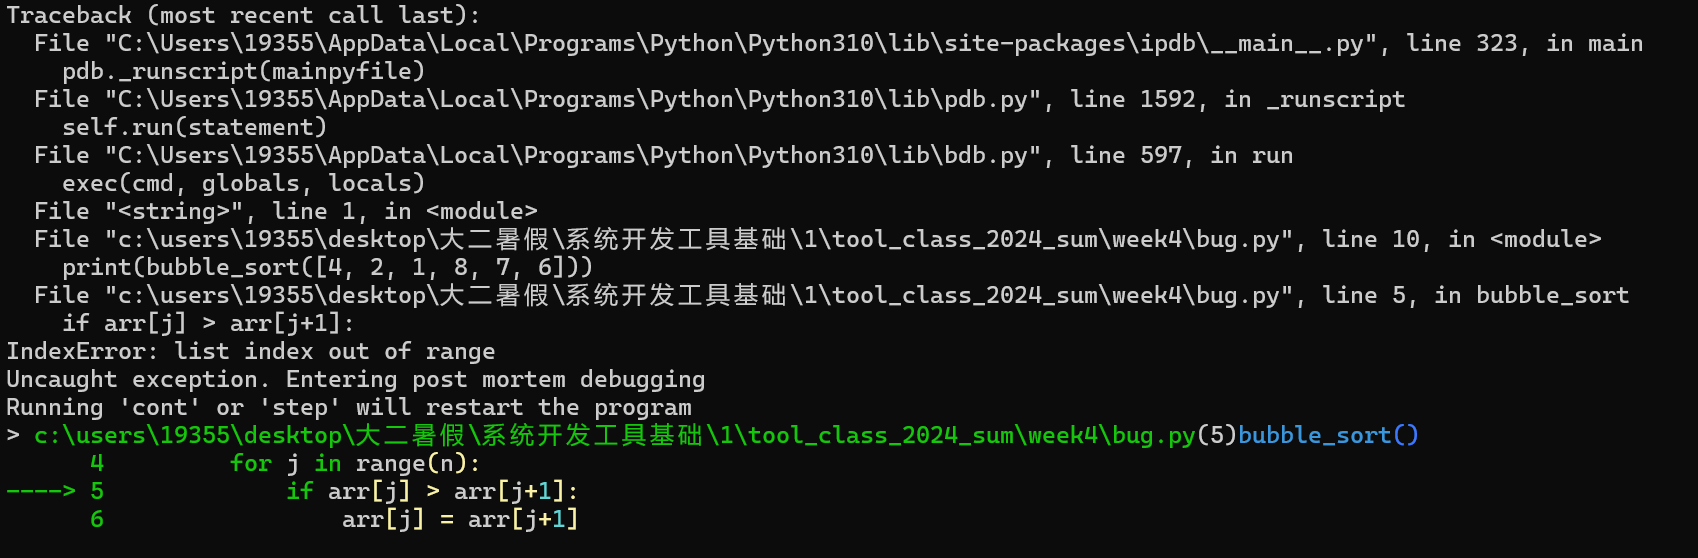 Traceback (most recent call last):
  File "C:\Users\19355\AppData\Local\Programs\Python\Python310\lib\site-packages\ipdb\__main__.py", line 323, in main
    pdb._runscript(mainpyfile)
  File "C:\Users\19355\AppData\Local\Programs\Python\Python310\lib\pdb.py", line 1592, in _runscript
    self.run(statement)
  File "C:\Users\19355\AppData\Local\Programs\Python\Python310\lib\bdb.py", line 597, in run
    exec(cmd, globals, locals)
  File "<string>", line 1, in <module>
  File "c:\users\19355\desktop\大二暑假\系统开发工具基础\1\tool_class_2024_sum\week4\bug.py", line 10, in <module>
    print(bubble_sort([4, 2, 1, 8, 7, 6]))
  File "c:\users\19355\desktop\大二暑假\系统开发工具基础\1\tool_class_2024_sum\week4\bug.py", line 5, in bubble_sort
    if arr[j] > arr[j+1]:
IndexError: list index out of range
Uncaught exception. Entering post mortem debugging
Running 'cont' or 'step' will restart the program
> c:\users\19355\desktop\大二暑假\系统开发工具基础\1\tool_class_2024_sum\week4\bug.py(5)bubble_sort()
      4         for j in range(n):
----> 5             if arr[j] > arr[j+1]:
      6                 arr[j] = arr[j+1]